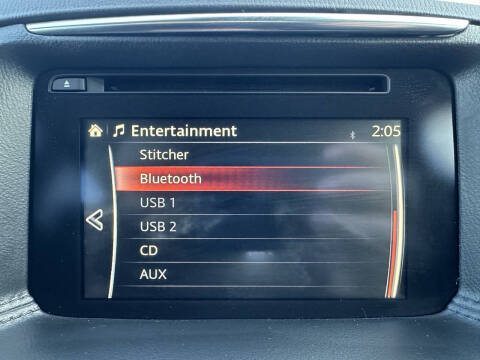 Entertainment 2:05
Stitcher
Bluetooth
USB 1
USB 2
CD
AUX